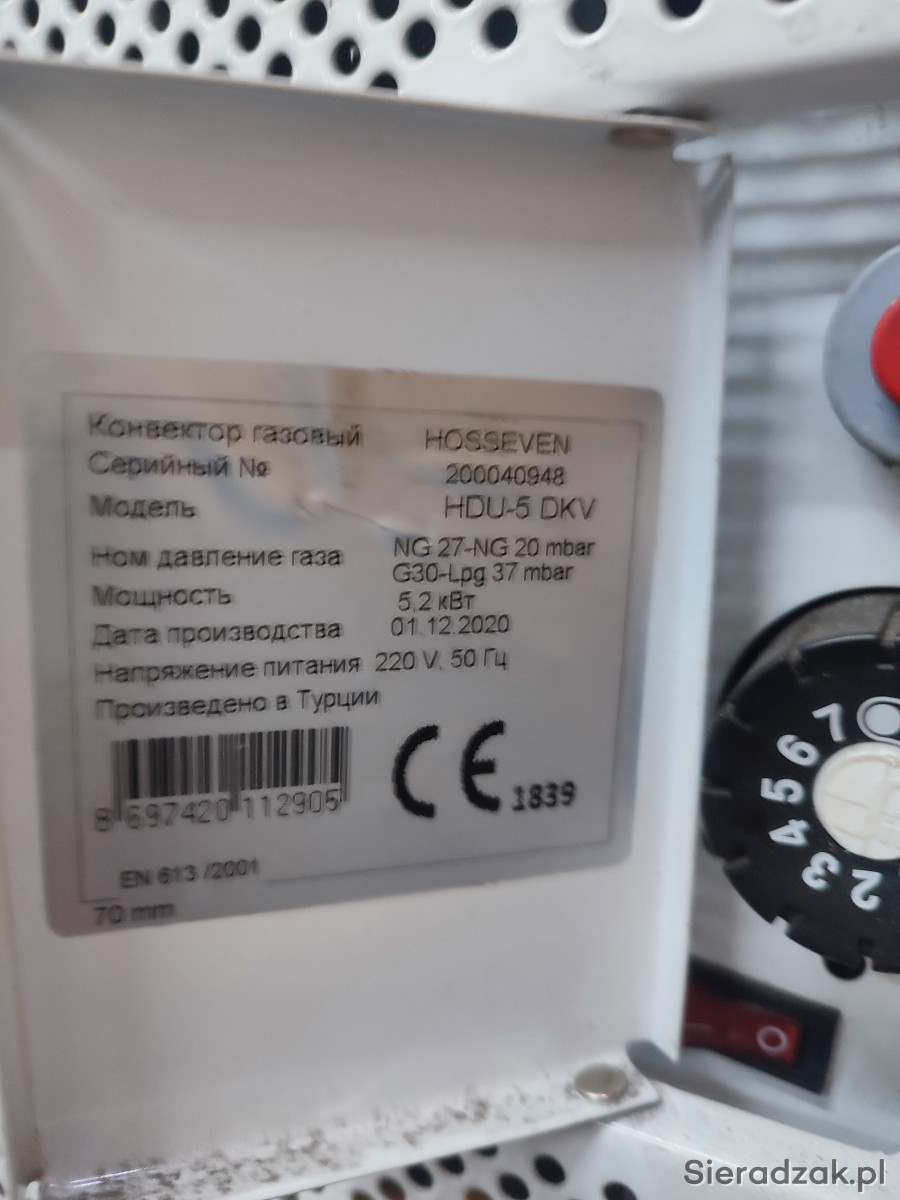 Конвектор газовый HOSSEVEN
Серийный № 200040948
Модель HDU-5 DKV
Ном давление газа NG 27-NG 20 mbar
G30-Lpg 37 mbar
Мощность 5,2 кВт
Дата производства 01.12.2020
Напряжение питания 220 V, 50 Гц
Произведено в Турции
8 697420 112905
CE 1839
EN 613 /2001
70 mm
7
6
5
4
3
2
O
Sieradzak.pl